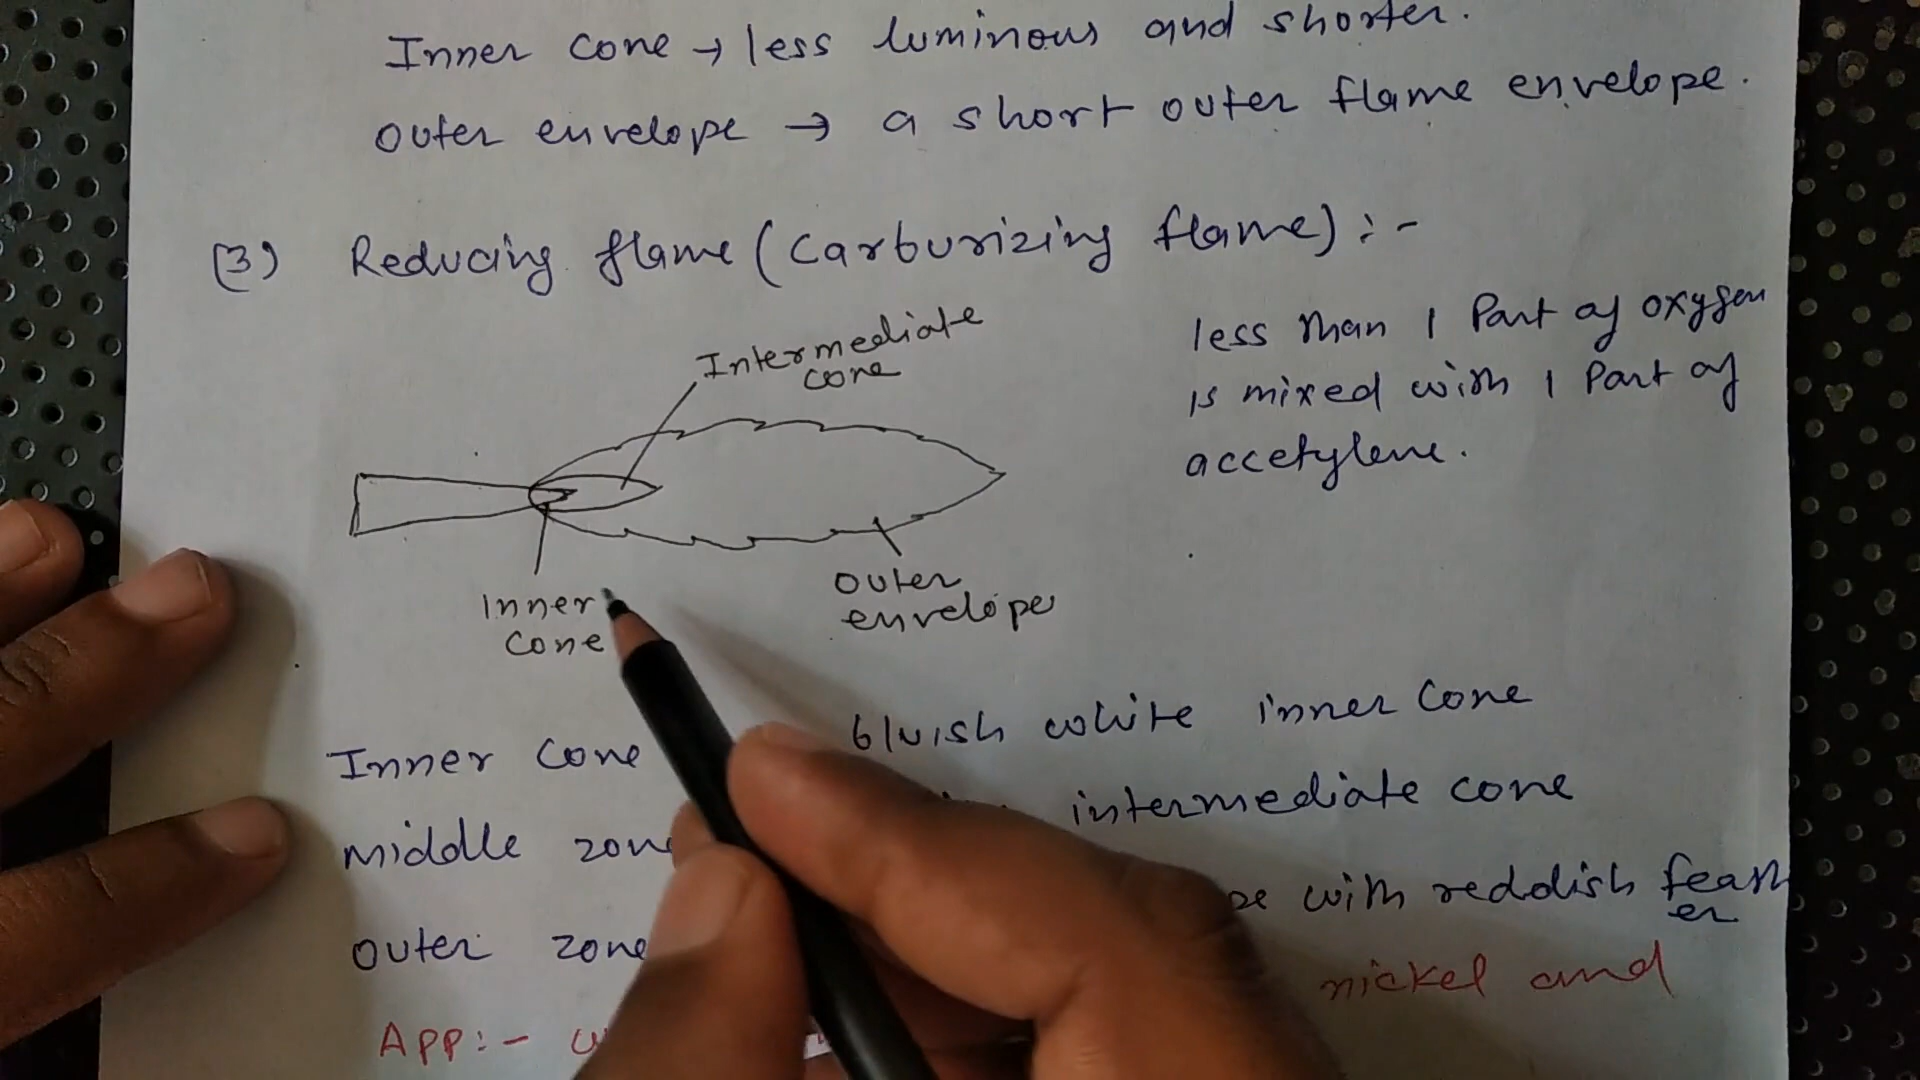 Inner cone → less luminous and shorter.
outer envelope → a short outer flame envelope.
(3) Reducing flame (Carburizing flame) :-
Intermediate
cone
less than 1 Part of oxygen
is mixed with 1 Part of
accetylene.
Inner
cone
outer
envelope
Inner cone bluish white inner cone
middle zone intermediate cone
outer zone with reddish feath
er
App:- nickel and